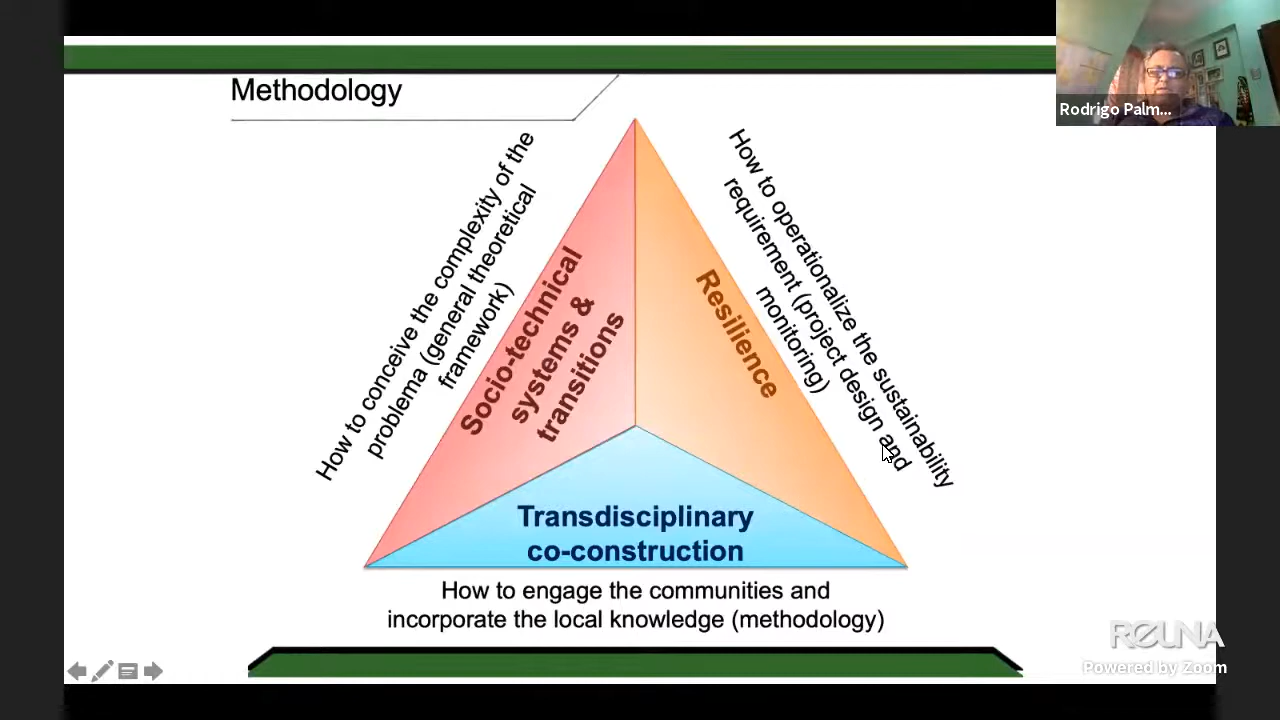 Methodology
How to conceive the complexity of the
problema (general theoretical
framework)
Socio-technical
systems &
transitions
Resilience
How to operationalize the sustainability
requirement (project design and
monitoring)
Transdisciplinary
co-construction
How to engage the communities and
incorporate the local knowledge (methodology)
Rodrigo Palm...
REUNA
Powered by Zoom